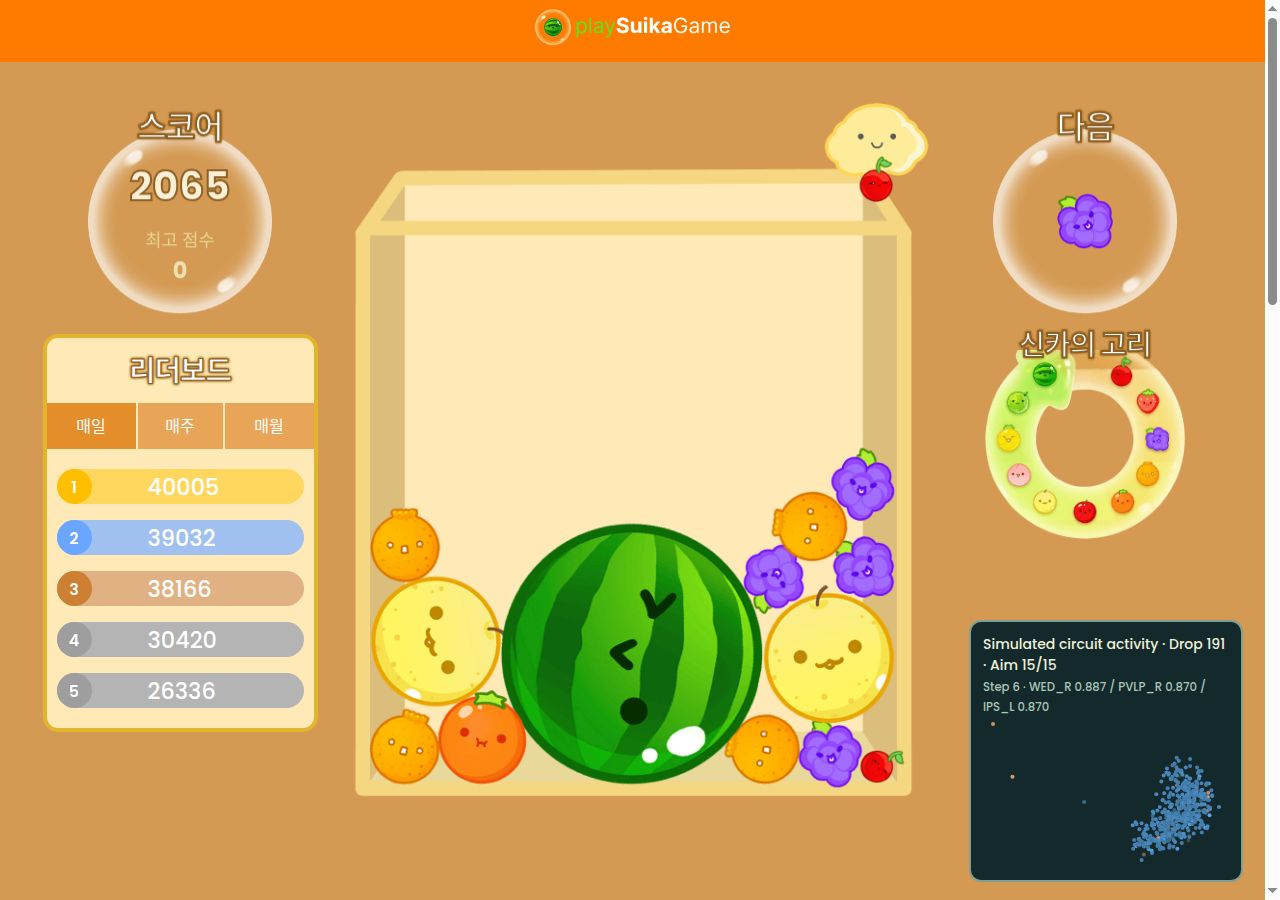 playSuikaGame
스코어
2065
최고 점수
0
다음
리더보드
매일 매주 매월
1 40005
2 39032
3 38166
4 30420
5 26336
신카의 고리
Simulated circuit activity · Drop 191
· Aim 15/15
Step 6 · WED_R 0.887 / PVLP_R 0.870 /
IPS_L 0.870